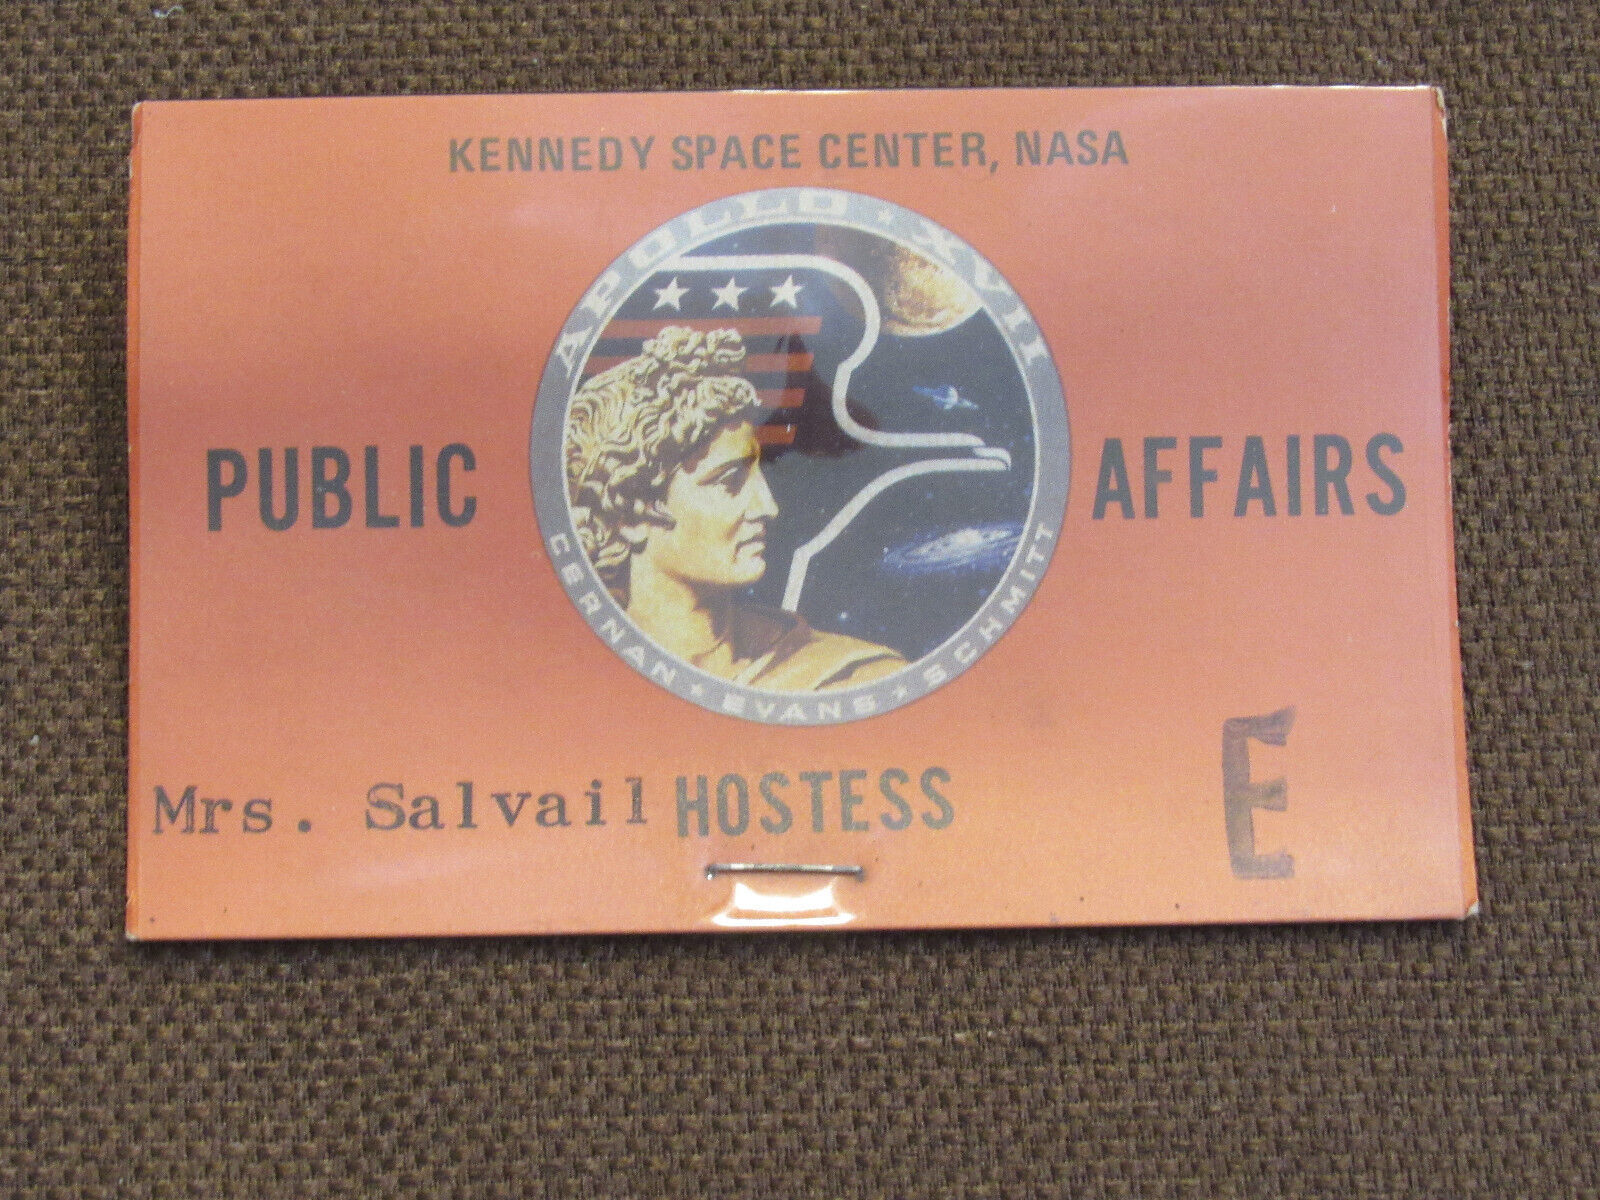 KENNEDY SPACE CENTER, NASA
APOLLO ★ XVII
PUBLIC AFFAIRS
CERNAN ★ EVANS ★ SCHMITT
Mrs. Salvail HOSTESS
E